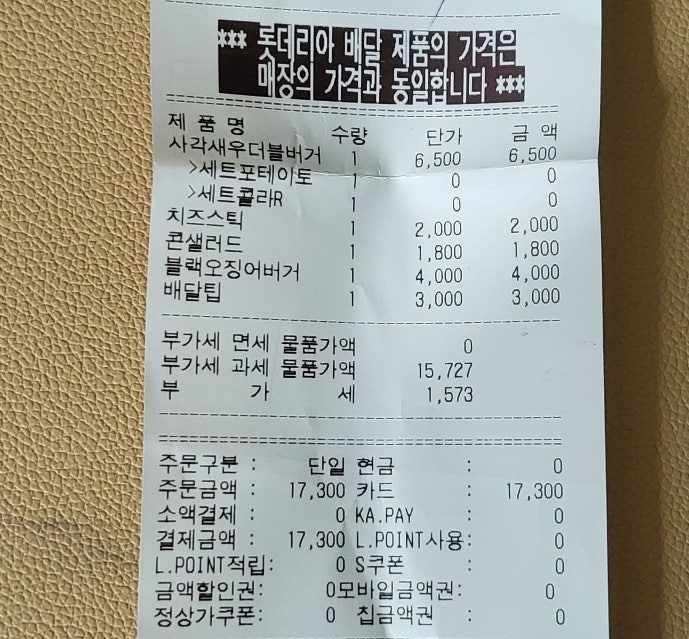 *** 롯데리아 배달 제품의 가격은
매장의 가격과 동일합니다 ***
제 품 명 수량 단가 금 액
사각새우더블버거 1 6,500 6,500
>세트포테이토 1 0 0
>세트콜라R 1 0 0
치즈스틱 1 2,000 2,000
콘샐러드 1 1,800 1,800
블랙오징어버거 1 4,000 4,000
배달팁 1 3,000 3,000
부가세 면세 물품가액 0
부가세 과세 물품가액 15,727
부 가 세 1,573
주문구분 : 단일 현금 : 0
주문금액 : 17,300 카드 : 17,300
소액결제 : 0 KA.PAY : 0
결제금액 : 17,300 L.POINT사용: 0
L.POINT적립: 0 S쿠폰 : 0
금액할인권: 0 모바일금액권: 0
정상가쿠폰: 0 칩금액권 : 0